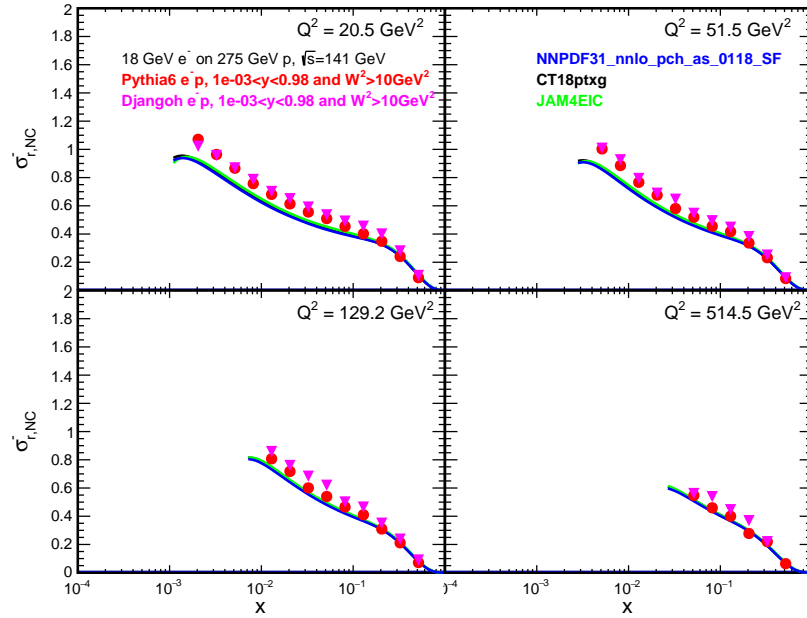 Q² = 20.5 GeV²
18 GeV e⁻ on 275 GeV p, √s=141 GeV
Pythia6 e⁻p, 1e-03<y<0.98 and W²>10GeV²
Djangoh e⁻p, 1e-03<y<0.98 and W²>10GeV²
Q² = 51.5 GeV²
NNPDF31_nnlo_pch_as_0118_SF
CT18ptxg
JAM4EIC
2
1.8
1.6
1.4
1.2
1
0.8
0.6
0.4
0.2
0
σ⁻r,NC
Q² = 129.2 GeV²
Q² = 514.5 GeV²
2
1.8
1.6
1.4
1.2
1
0.8
0.6
0.4
0.2
0
σ⁻r,NC
10⁻⁴ 10⁻³ 10⁻² 10⁻¹
x
10⁻⁴ 10⁻³ 10⁻² 10⁻¹
x